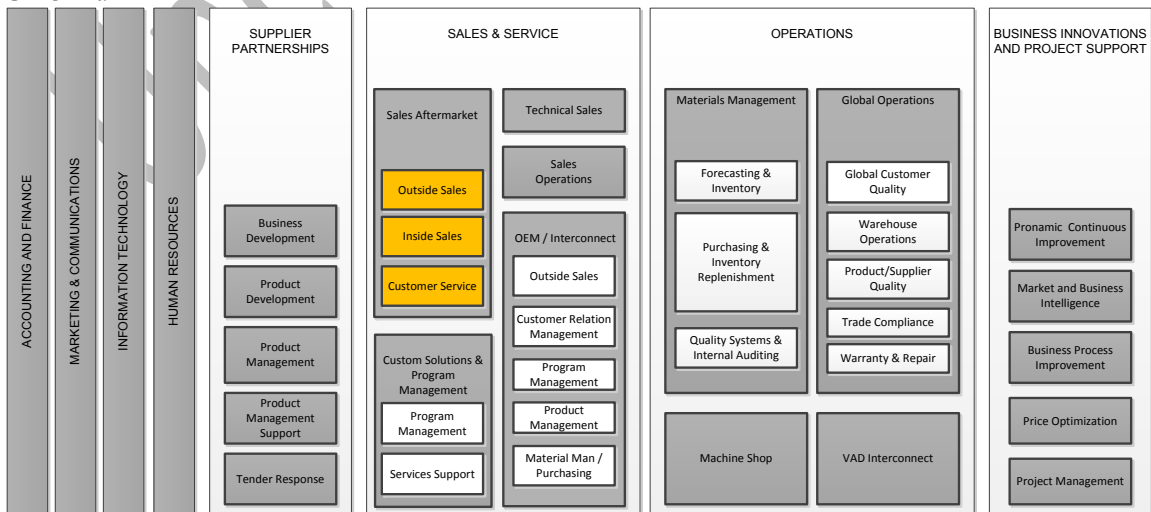 ACCOUNTING AND FINANCE
MARKETING & COMMUNICATIONS
INFORMATION TECHNOLOGY
HUMAN RESOURCES
SUPPLIER
PARTNERSHIPS
Business
Development
Product
Development
Product
Management
Product
Management
Support
Tender Response
SALES & SERVICE
Sales Aftermarket
Outside Sales
Inside Sales
Customer Service
Custom Solutions &
Program
Management
Program
Management
Services Support
Technical Sales
Sales
Operations
OEM / Interconnect
Outside Sales
Customer Relation
Management
Program
Management
Product
Management
Material Man /
Purchasing
OPERATIONS
Materials Management
Forecasting &
Inventory
Purchasing &
Inventory
Replenishment
Quality Systems &
Internal Auditing
Global Operations
Global Customer
Quality
Warehouse
Operations
Product/Supplier
Quality
Trade Compliance
Warranty & Repair
Machine Shop
VAD Interconnect
BUSINESS INNOVATIONS
AND PROJECT SUPPORT
Pronamic Continuous
Improvement
Market and Business
Intelligence
Business Process
Improvement
Price Optimization
Project Management